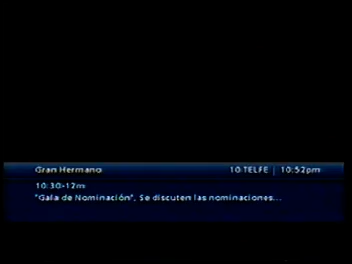 Gran Hermano 10 TELFE | 10:52pm
10:30-12m
"Gala de Nominación", Se discuten las nominaciones...